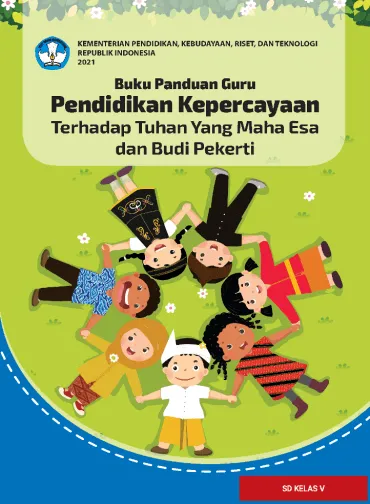 KEMENTERIAN PENDIDIKAN, KEBUDAYAAN, RISET, DAN TEKNOLOGI
REPUBLIK INDONESIA
2021
Buku Panduan Guru
Pendidikan Kepercayaan
Terhadap Tuhan Yang Maha Esa
dan Budi Pekerti
SD KELAS V